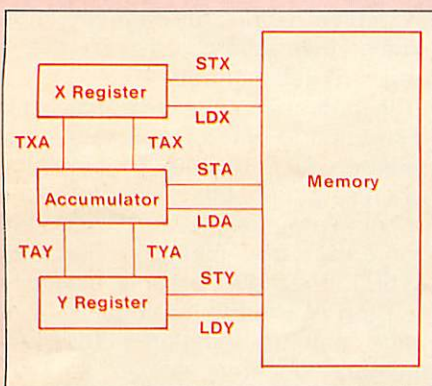 STX
X Register
LDX
TXA TAX
STA
Memory
Accumulator
LDA
TAY TYA
STY
Y Register
LDY